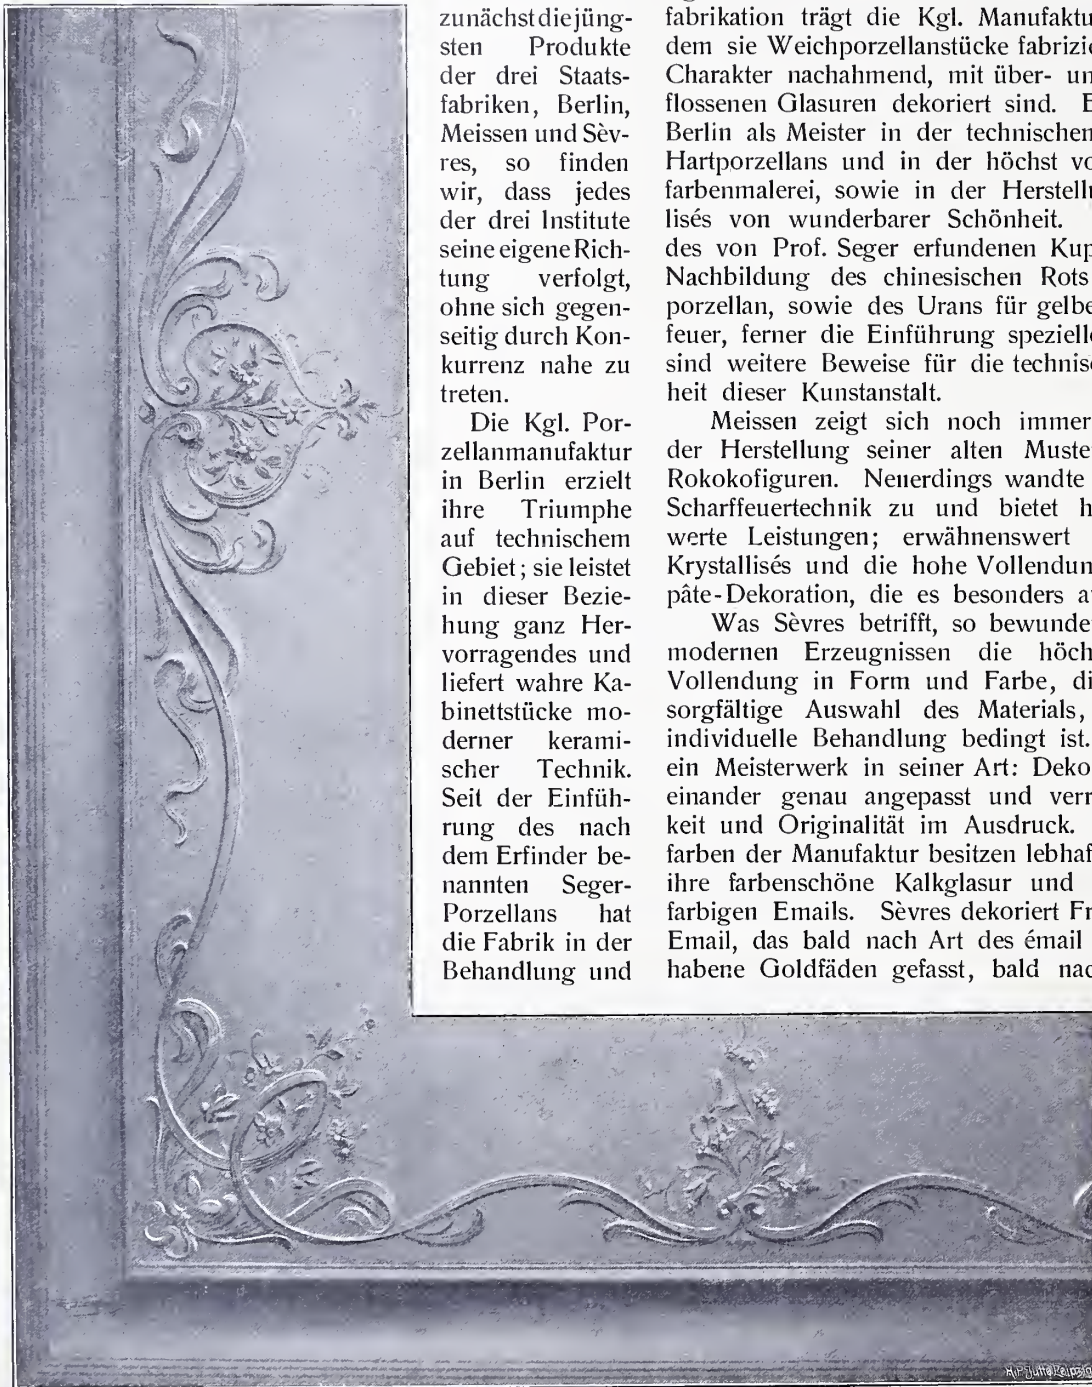 zunächst die jüng-
sten Produkte
der drei Staats-
fabriken, Berlin,
Meissen und Sèv-
res, so finden
wir, dass jedes
der drei Institute
seine eigene Rich-
tung verfolgt,
ohne sich gegen-
seitig durch Kon-
kurrenz nahe zu
treten.
Die Kgl. Por-
zellanmanufaktur
in Berlin erzielt
ihre Triumphe
auf technischem
Gebiet; sie leistet
in dieser Bezie-
hung ganz Her-
vorragendes und
liefert wahre Ka-
binettstücke mo-
derner kerami-
scher Technik.
Seit der Einfüh-
rung des nach
dem Erfinder be-
nannten Seger-
Porzellans hat
die Fabrik in der
Behandlung und
fabrikation trägt die Kgl. Manufaktu
dem sie Weichporzellanstücke fabrizi
Charakter nachahmend, mit über- un
flossenen Glasuren dekoriert sind. E
Berlin als Meister in der technischen
Hartporzellans und in der höchst vo
farbenmalerei, sowie in der Herstell
lisés von wunderbarer Schönheit.
des von Prof. Seger erfundenen Kup
Nachbildung des chinesischen Rots
porzellan, sowie des Urans für gelbe
feuer, ferner die Einführung spezielle
sind weitere Beweise für die technis
heit dieser Kunstanstalt.
Meissen zeigt sich noch immer
der Herstellung seiner alten Muste
Rokokofiguren. Neuerdings wandte
Scharffeuertechnik zu und bietet h
werte Leistungen; erwähnenswert
Krystallisés und die hohe Vollendun
pâte-Dekoration, die es besonders a
Was Sèvres betrifft, so bewunde
modernen Erzeugnissen die höch
Vollendung in Form und Farbe, di
sorgfältige Auswahl des Materials,
individuelle Behandlung bedingt ist.
ein Meisterwerk in seiner Art: Deko
einander genau angepasst und verr
keit und Originalität im Ausdruck.
farben der Manufaktur besitzen lebhaf
ihre farbenschöne Kalkglasur und
farbigen Emails. Sèvres dekoriert Fr
Email, das bald nach Art des émail
habene Goldfäden gefasst, bald nac